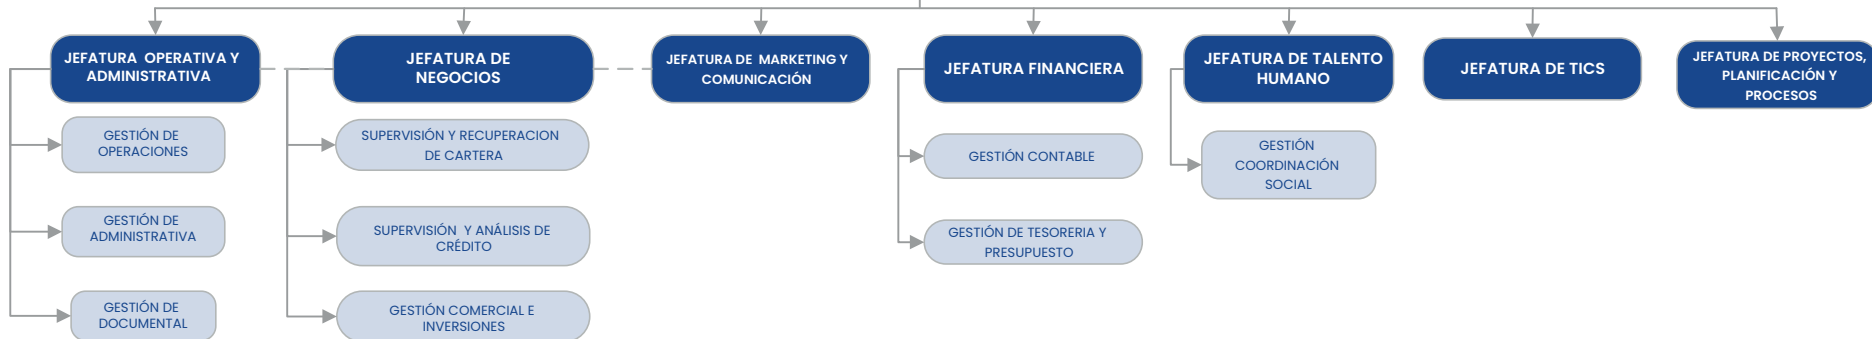 JEFATURA OPERATIVA Y
ADMINISTRATIVA
JEFATURA DE
NEGOCIOS
JEFATURA DE MARKETING Y
COMUNICACIÓN
JEFATURA FINANCIERA
JEFATURA DE TALENTO
HUMANO
JEFATURA DE TICS
JEFATURA DE PROYECTOS,
PLANIFICACIÓN Y
PROCESOS
GESTIÓN DE
OPERACIONES
SUPERVISIÓN Y RECUPERACION
DE CARTERA
GESTIÓN CONTABLE
GESTIÓN
COORDINACIÓN
SOCIAL
GESTIÓN DE
ADMINISTRATIVA
SUPERVISIÓN Y ANÁLISIS DE
CRÉDITO
GESTIÓN DE TESORERIA Y
PRESUPUESTO
GESTIÓN DE
DOCUMENTAL
GESTIÓN COMERCIAL E
INVERSIONES